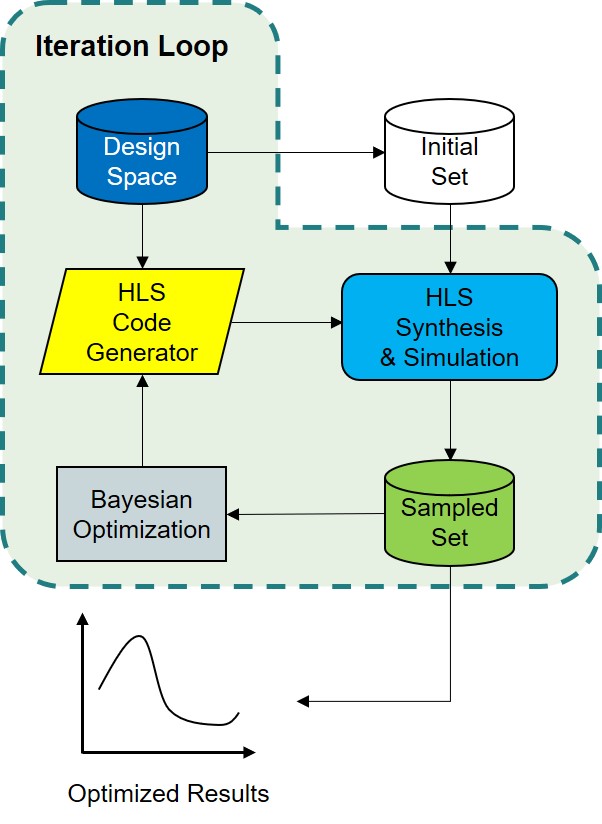 Iteration Loop
Design
Space
Initial
Set
HLS
Code
Generator
HLS
Synthesis
& Simulation
Bayesian
Optimization
Sampled
Set
Optimized Results